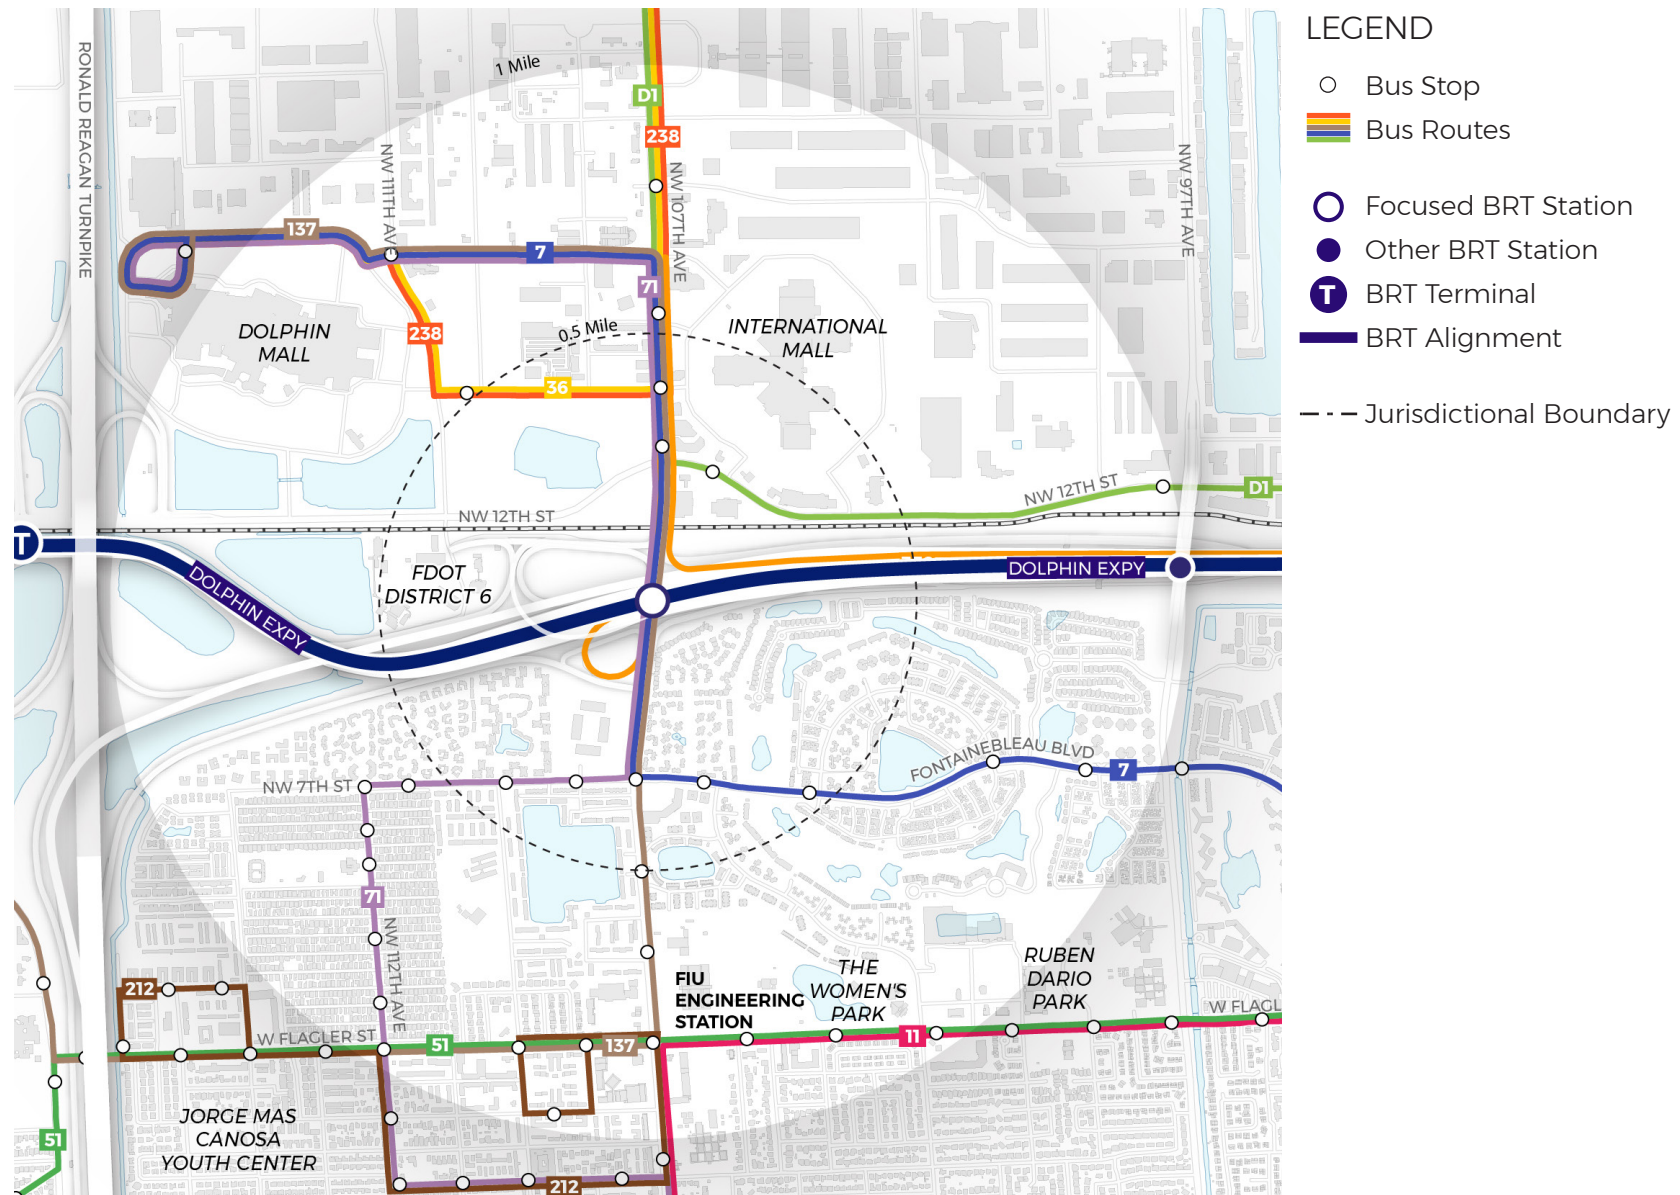 LEGEND
Bus Stop
Bus Routes
Focused BRT Station
Other BRT Station
T
BRT Terminal
BRT Alignment
Jurisdictional Boundary
1 Mile
RONALD REAGAN TURNPIKE
D1
238
NW 111TH AVE
NW 107TH AVE
NW 97TH AVE
137
7
71
DOLPHIN
MALL
238
0.5 Mile
INTERNATIONAL
MALL
36
NW 12TH ST
D1
NW 12TH ST
T
DOLPHIN EXPY
FDOT
DISTRICT 6
DOLPHIN EXPY
FONTAINEBLEAU BLVD
7
NW 7TH ST
71
NW 112TH AVE
212
FIU
ENGINEERING
STATION
THE
WOMEN'S
PARK
RUBEN
DARIO
PARK
W FLAGL
W FLAGLER ST
51
137
11
JORGE MAS
CANOSA
YOUTH CENTER
51
212